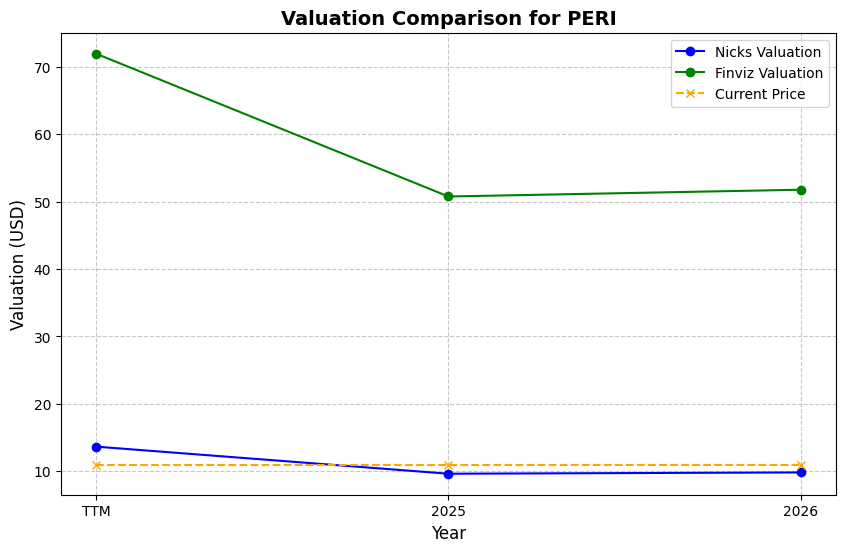 Valuation Comparison for PERI
Nicks Valuation
Finviz Valuation
Current Price
Valuation (USD)
70
60
50
40
30
20
10
TTM
2025
2026
Year